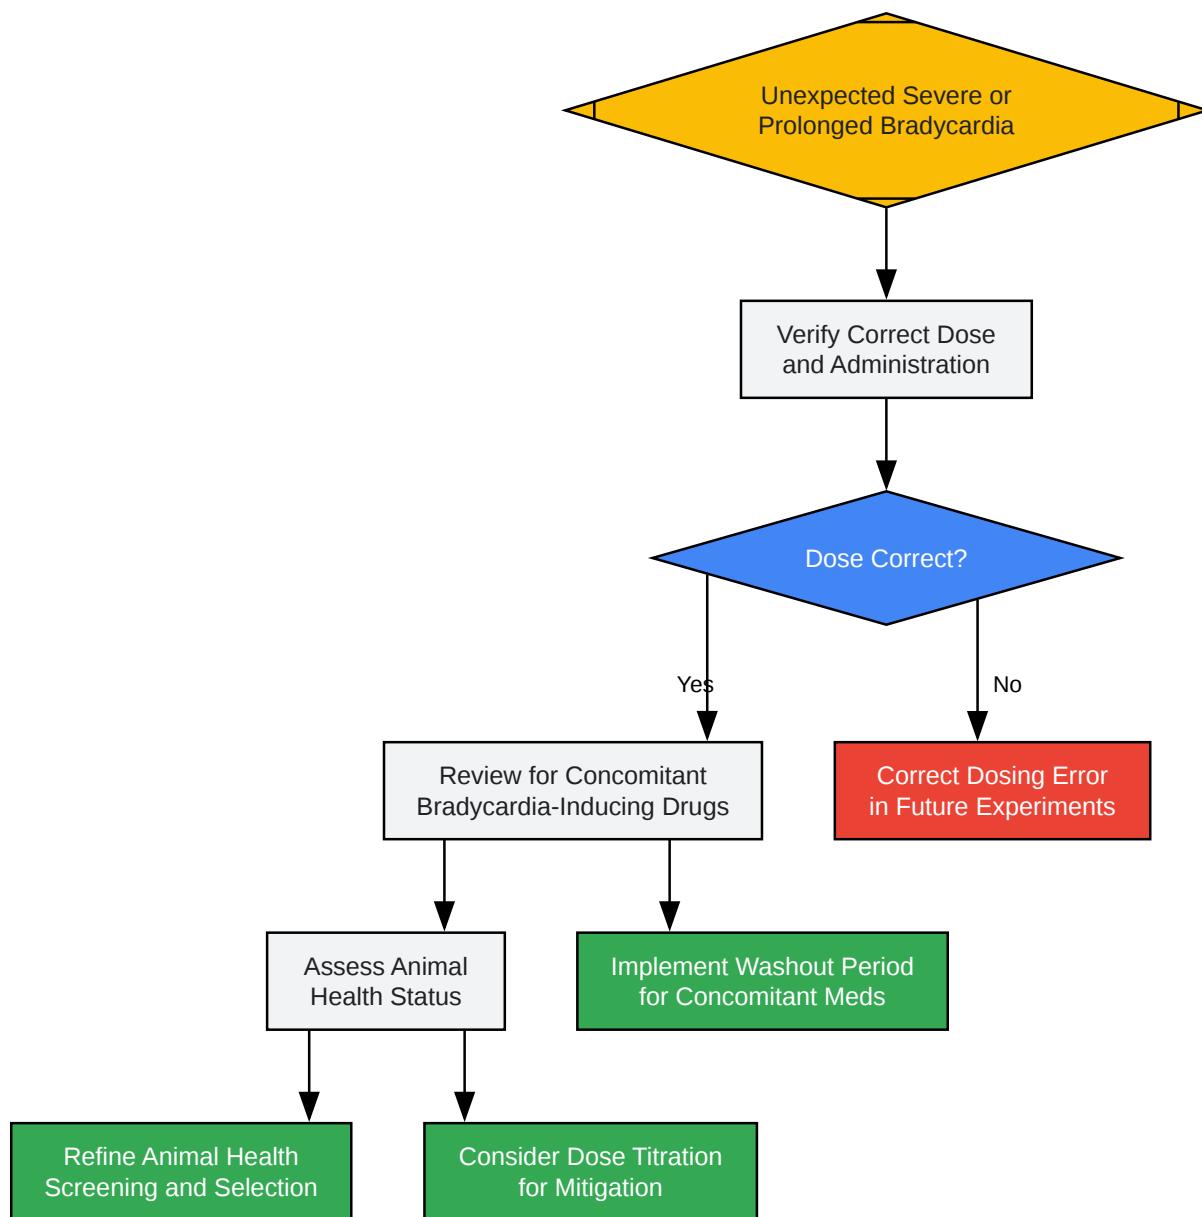 Unexpected Severe or
Prolonged Bradycardia
Verify Correct Dose
and Administration
Dose Correct?
Yes
No
Review for Concomitant
Bradycardia-Inducing Drugs
Correct Dosing Error
in Future Experiments
Assess Animal
Health Status
Implement Washout Period
for Concomitant Meds
Refine Animal Health
Screening and Selection
Consider Dose Titration
for Mitigation